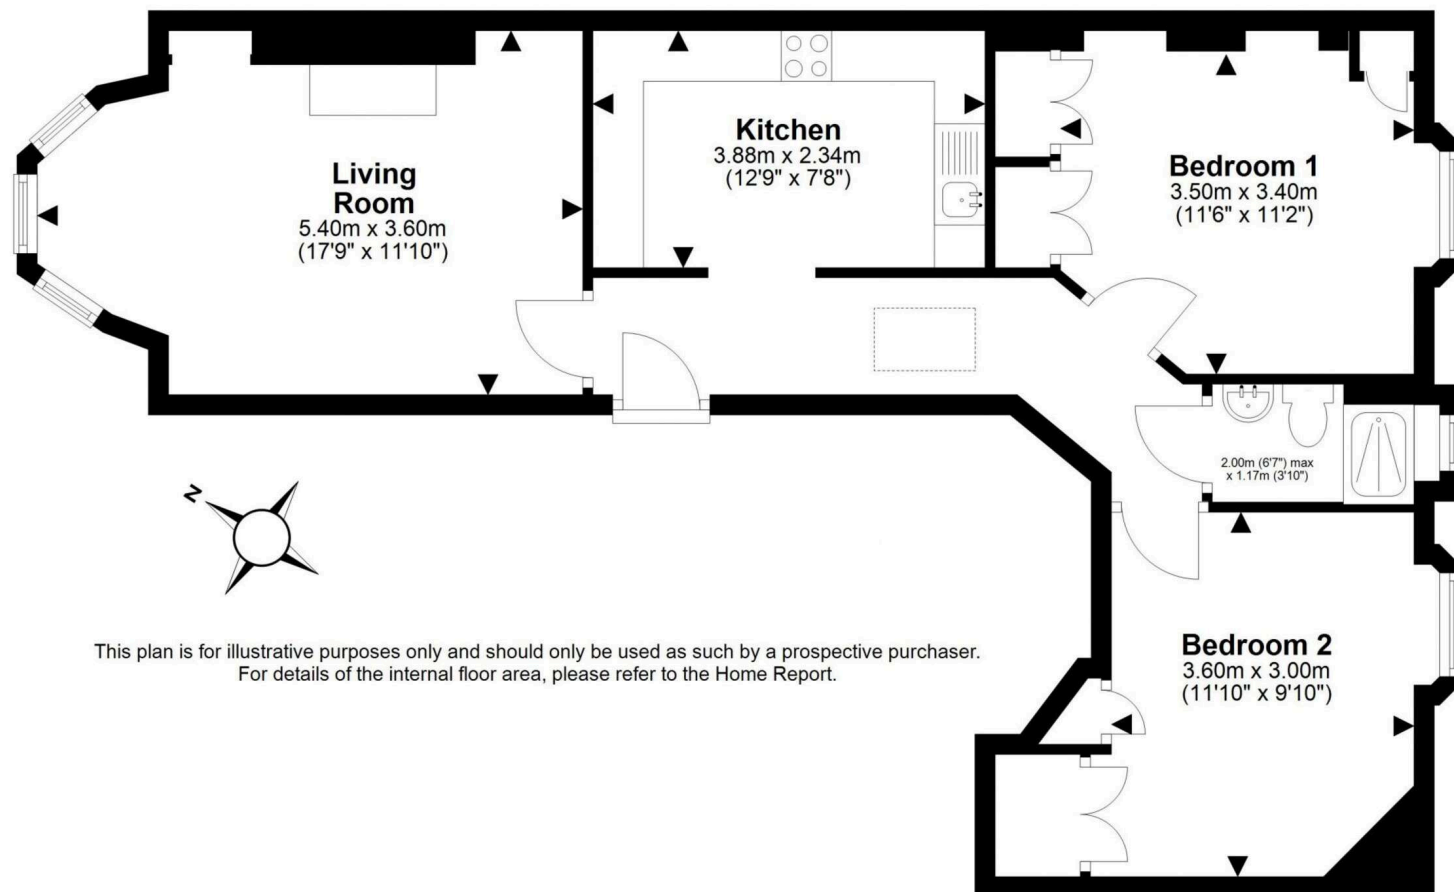 Living
Room
5.40m x 3.60m
(17'9" x 11'10")
Kitchen
3.88m x 2.34m
(12'9" x 7'8")
Bedroom 1
3.50m x 3.40m
(11'6" x 11'2")
2.00m (6'7") max
x 1.17m (3'10")
N
Bedroom 2
3.60m x 3.00m
(11'10" x 9'10")
This plan is for illustrative purposes only and should only be used as such by a prospective purchaser.
For details of the internal floor area, please refer to the Home Report.